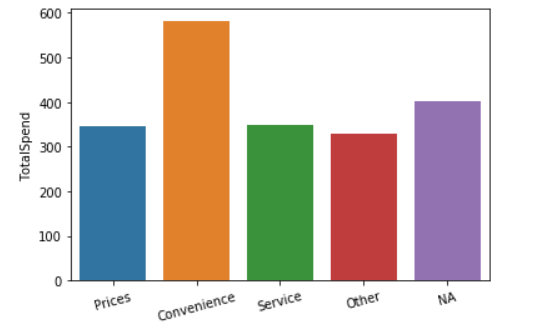 600
500
400
300
200
100
0
TotalSpend
Prices
Convenience
Service
Other
NA